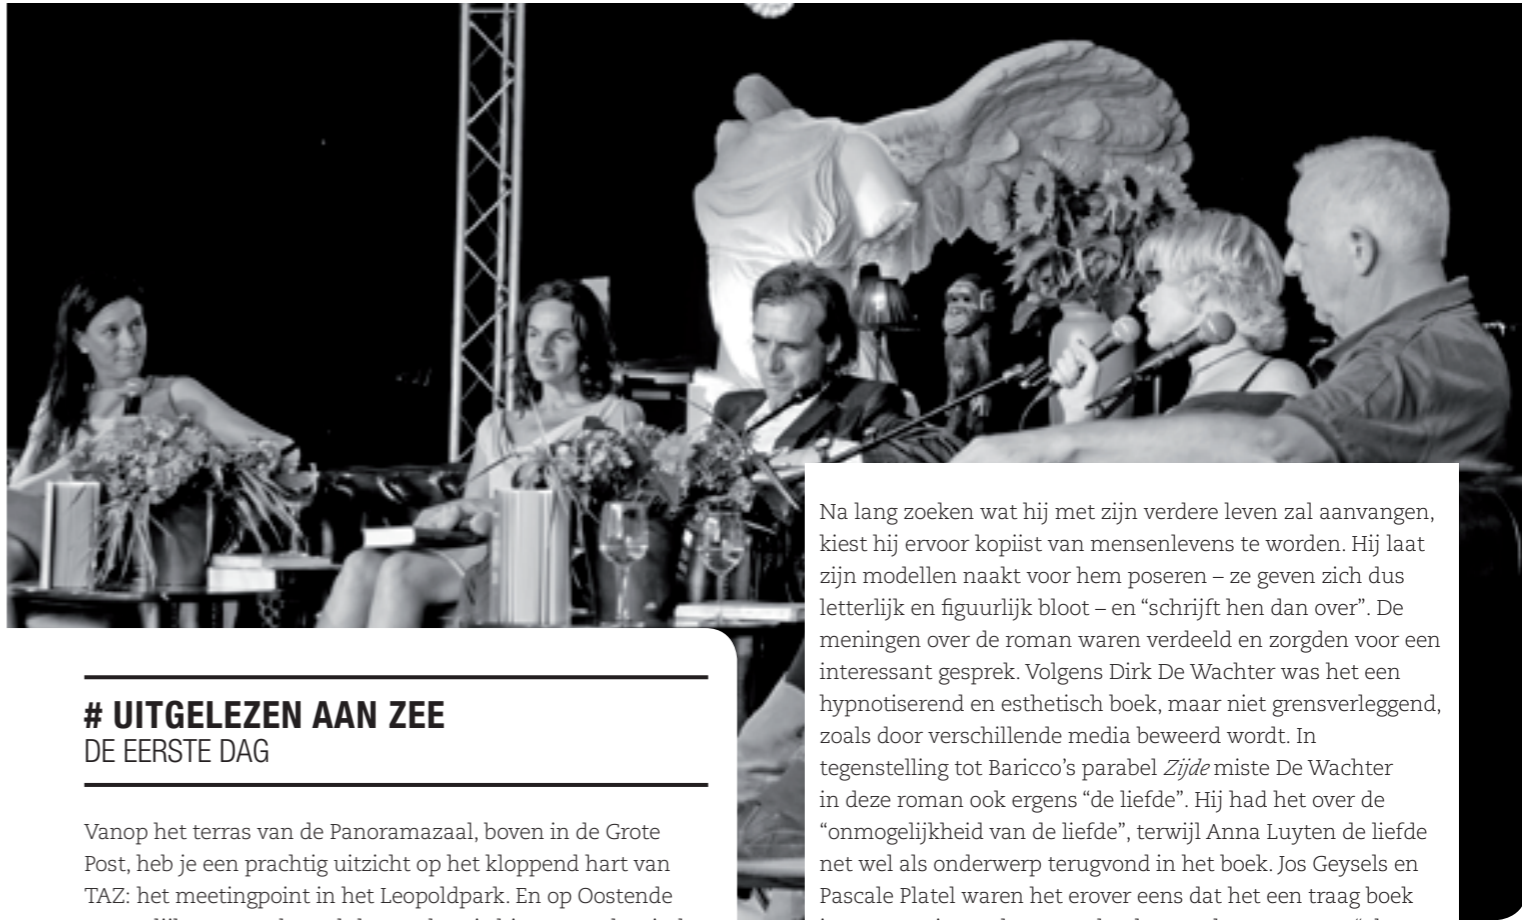 # UITGELEZEN AAN ZEE
DE EERSTE DAG
Vanop het terras van de Panoramazaal, boven in de Grote
Post, heb je een prachtig uitzicht op het kloppend hart van
TAZ: het meetingpoint in het Leopoldpark. En op Oostende
Na lang zoeken wat hij met zijn verdere leven zal aanvangen,
kiest hij ervoor kopiist van mensenlevens te worden. Hij laat
zijn modellen naakt voor hem poseren – ze geven zich dus
letterlijk en figuurlijk bloot – en “schrijft hen dan over”. De
meningen over de roman waren verdeeld en zorgden voor een
interessant gesprek. Volgens Dirk De Wachter was het een
hypnotiserend en esthetisch boek, maar niet grensverleggend,
zoals door verschillende media beweerd wordt. In
tegenstelling tot Baricco’s parabel Zijde miste De Wachter
in deze roman ook ergens “de liefde”. Hij had het over de
“onmogelijkheid van de liefde”, terwijl Anna Luyten de liefde
net wel als onderwerp terugvond in het boek. Jos Geysels en
Pascale Platel waren het erover eens dat het een traag boek